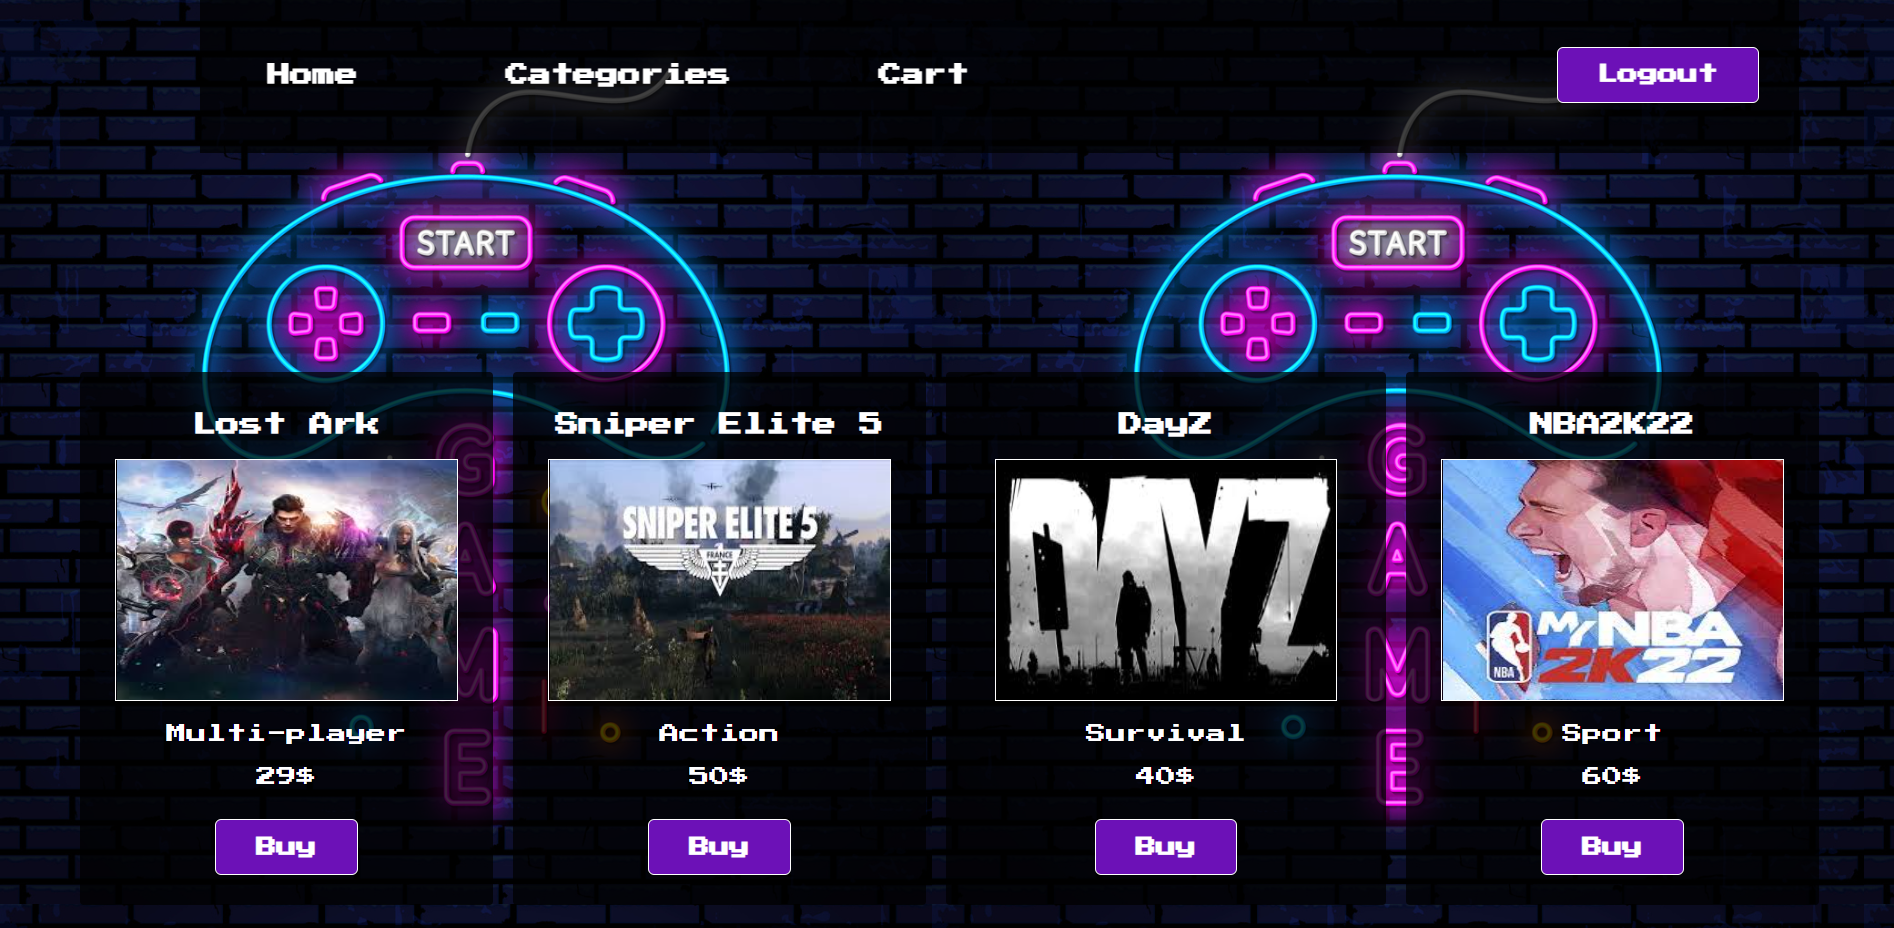 Home Categories Cart Logout
START START
Lost Ark
Sniper Elite 5
DayZ
NBA2K22
SNIPER ELITE 5
FRANCE
DAYZ
MyNBA
2K22
NBA
GAME
GAME
Multi-player
29$
Buy
Action
50$
Buy
Survival
40$
Buy
Sport
60$
Buy